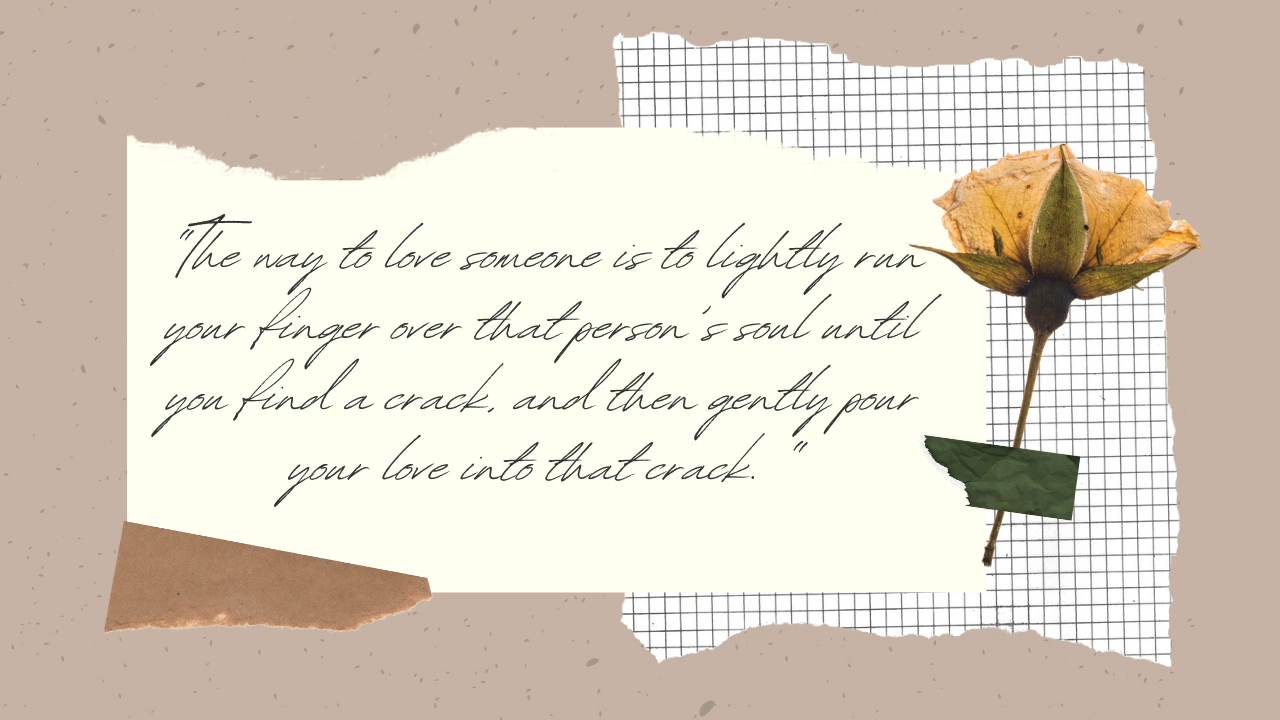 "The way to love someone is to lightly run
your finger over that person's soul until
you find a crack, and then gently pour
your love into that crack. "